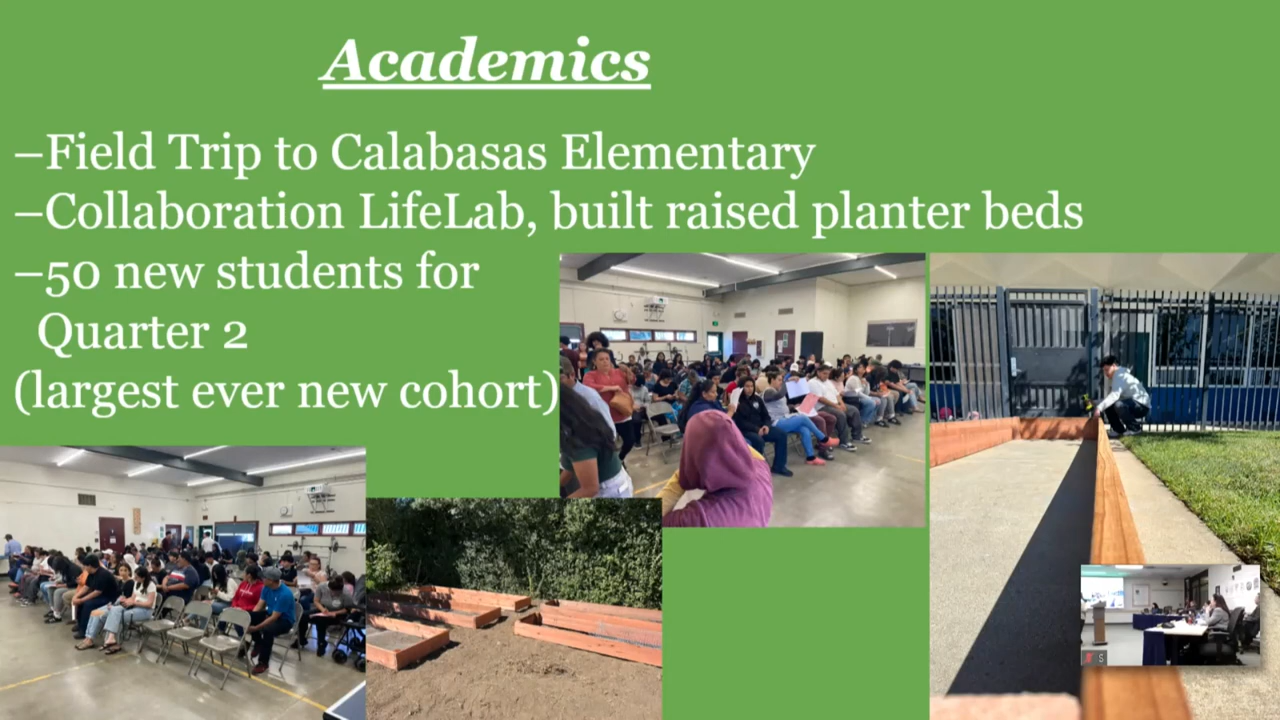 Academics
–Field Trip to Calabasas Elementary
–Collaboration LifeLab, built raised planter beds
–50 new students for
Quarter 2
(largest ever new cohort)
S